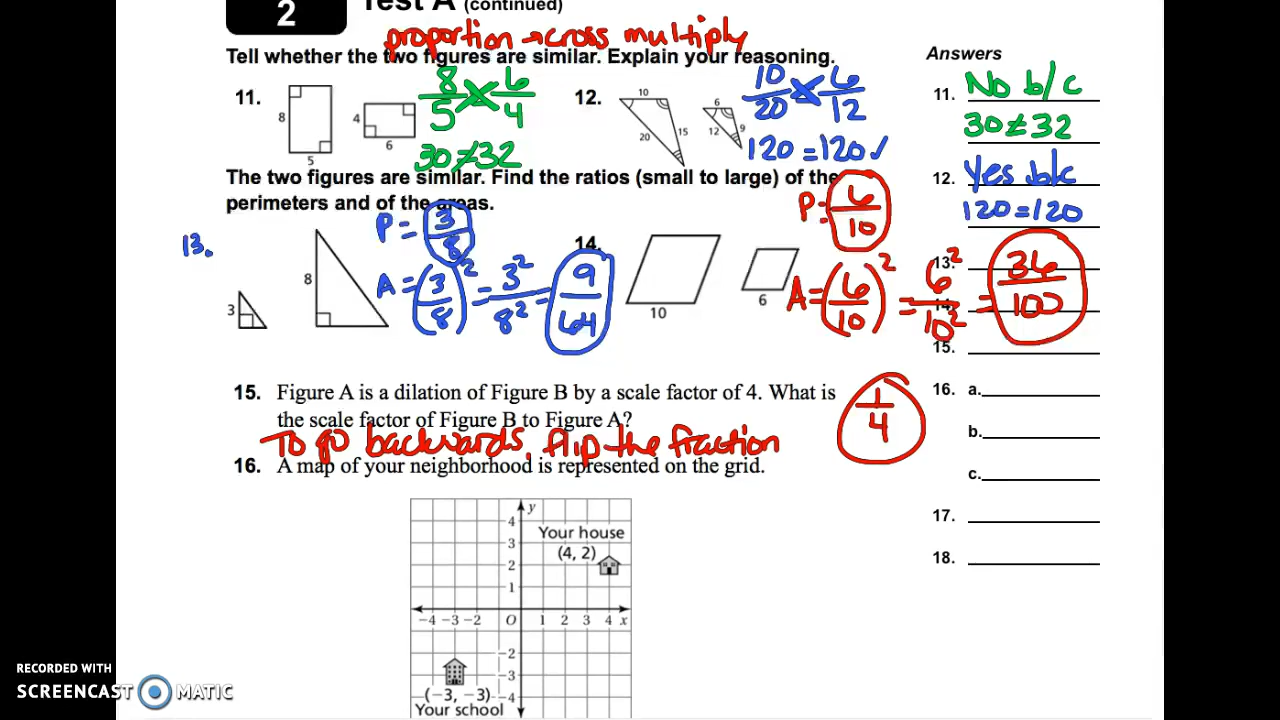 2
Test A (continued)
proportion → cross multiply
Tell whether the two figures are similar. Explain your reasoning.
Answers
11.
8
5
4
6
8/5 × 6/4
30 ≠ 32
12.
10
15
20
6
9
12
10/20 × 6/12
120 = 120 ✓
11. No b/c
30 ≠ 32
12. Yes b/c
120 = 120
The two figures are similar. Find the ratios (small to large) of the
perimeters and of the areas.
13.
3
8
P = 3/8
A = (3/8)² = 3²/8² = 9/64
14.
10
6
P = 6/10
A = (6/10)² = 6²/10² = 36/100
13.
14.
15.
15. Figure A is a dilation of Figure B by a scale factor of 4. What is
the scale factor of Figure B to Figure A?
1/4
To go backwards, flip the fraction
16. A map of your neighborhood is represented on the grid.
16. a.
b.
c.
17.
18.
y
4
3
2
1
Your house
(4, 2)
−4 −3 −2 O 1 2 3 4 x
−2
−3
−4
(−3, −3)
Your school
RECORDED WITH
SCREENCAST MATIC